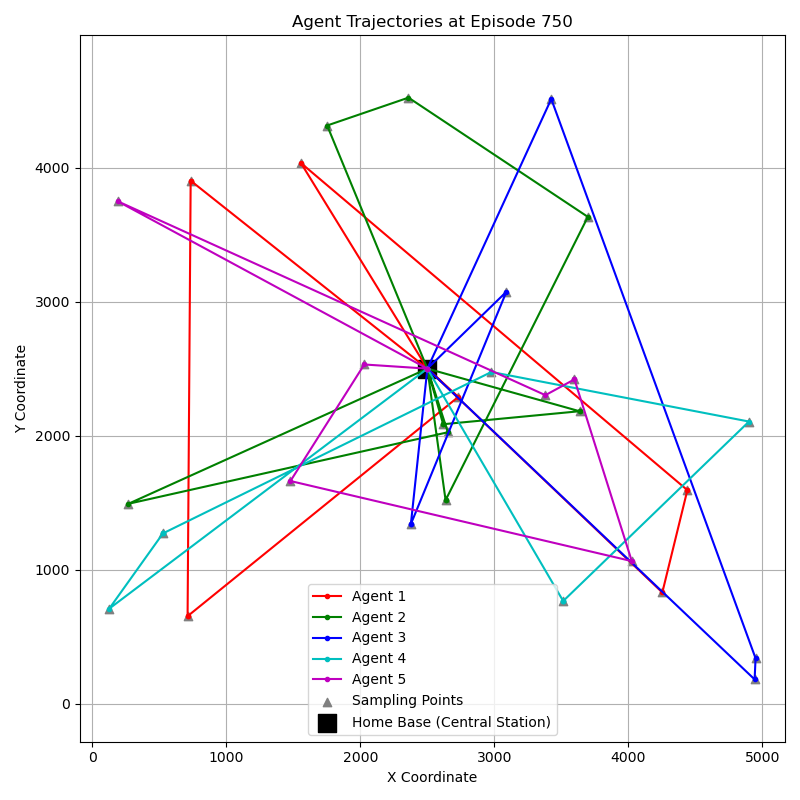 Agent Trajectories at Episode 750
Y Coordinate
4000
3000
2000
1000
0
Agent 1
Agent 2
Agent 3
Agent 4
Agent 5
Sampling Points
Home Base (Central Station)
0 1000 2000 3000 4000 5000
X Coordinate